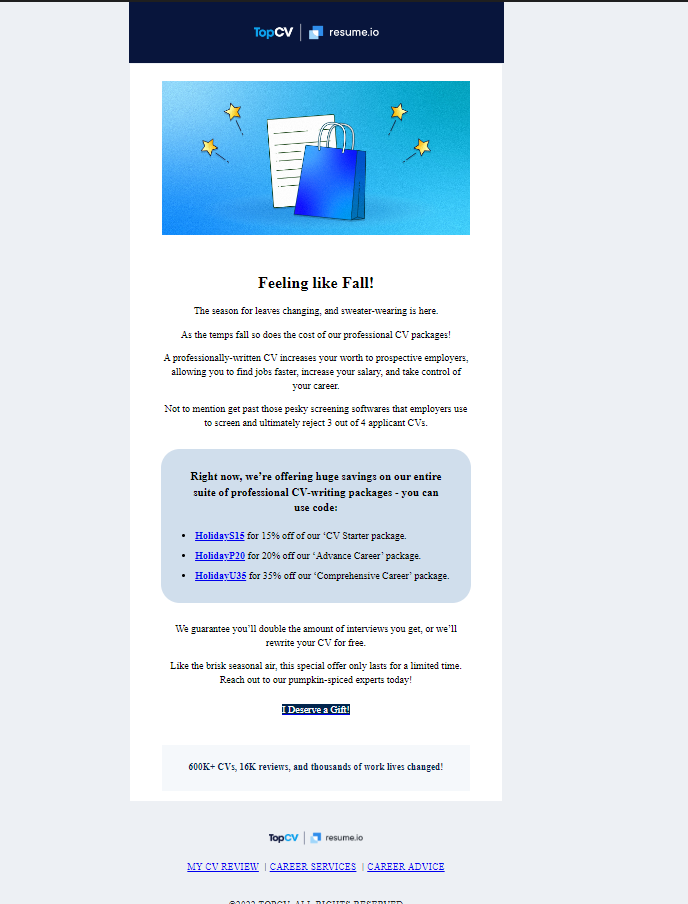 TopCV | resume.io
Feeling like Fall!
The season for leaves changing, and sweater-wearing is here.
As the temps fall so does the cost of our professional CV packages!
A professionally-written CV increases your worth to prospective employers,
allowing you to find jobs faster, increase your salary, and take control of
your career.
Not to mention get past those pesky screening softwares that employers use
to screen and ultimately reject 3 out of 4 applicant CVs.
Right now, we’re offering huge savings on our entire
suite of professional CV-writing packages - you can
use code:
• HolidayS15 for 15% off of our ‘CV Starter package.
• HolidayP20 for 20% off our ‘Advance Career’ package.
• HolidayU35 for 35% off our ‘Comprehensive Career’ package.
We guarantee you’ll double the amount of interviews you get, or we’ll
rewrite your CV for free.
Like the brisk seasonal air, this special offer only lasts for a limited time.
Reach out to our pumpkin-spiced experts today!
I Deserve a Gift!
600K+ CVs, 16K reviews, and thousands of work lives changed!
TopCV | resume.io
MY CV REVIEW | CAREER SERVICES | CAREER ADVICE
©2022 TOPCV. ALL RIGHTS RESERVED.